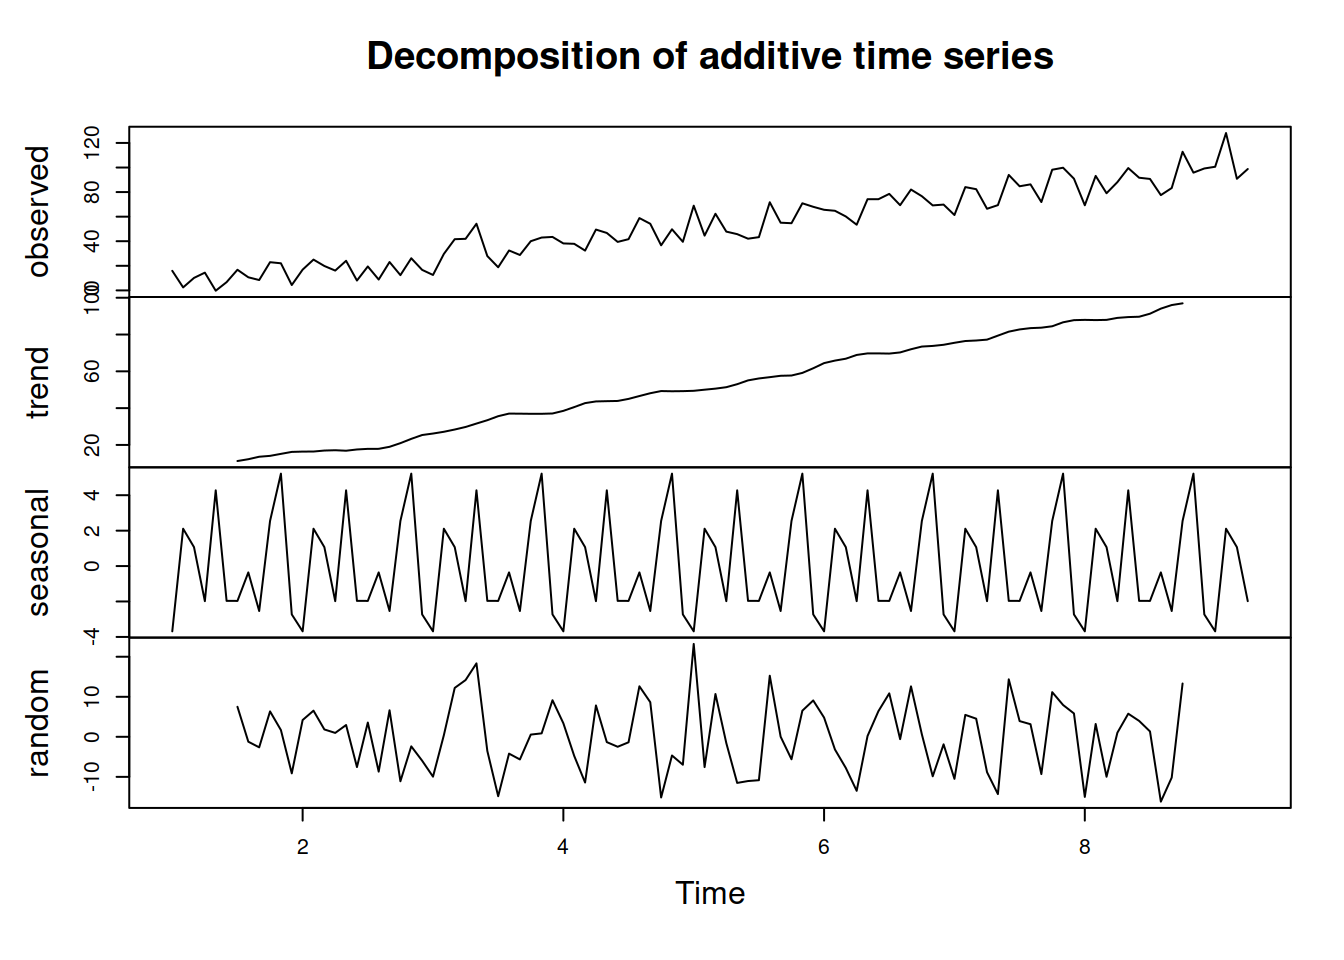 Decomposition of additive time series
observed
0 40 80 120
trend
20 60 100
seasonal
-4 0 2 4
random
-10 0 10
2 4 6 8
Time